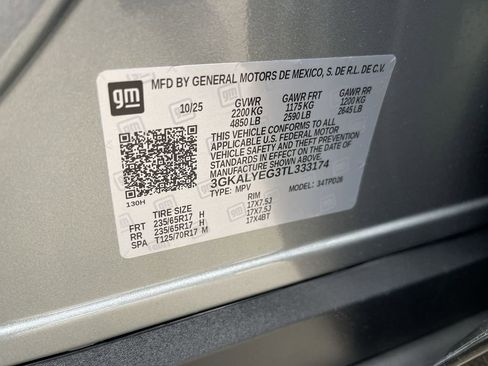 MFD BY GENERAL MOTORS DE MEXICO, S. DE R.L. DE C.V.
gm
10/25 GVWR GAWR FRT GAWR RR
2200 KG 1175 KG 1200 KG
4850 LB 2590 LB 2645 LB
THIS VEHICLE CONFORMS TO ALL
APPLICABLE U.S. FEDERAL MOTOR
VEHICLE SAFETY AND THEFT PREVENTION
STANDARDS IN EFFECT ON THE DATE OF
MANUFACTURE SHOWN ABOVE.
3GKALYEG3TL333174
TYPE: MPV MODEL: 34TPD26
130H
TIRE SIZE RIM
FRT 235/65R17 H 17X7.5J
RR 235/65R17 H 17X7.5J
SPA T125/70R17 M 17X4BT